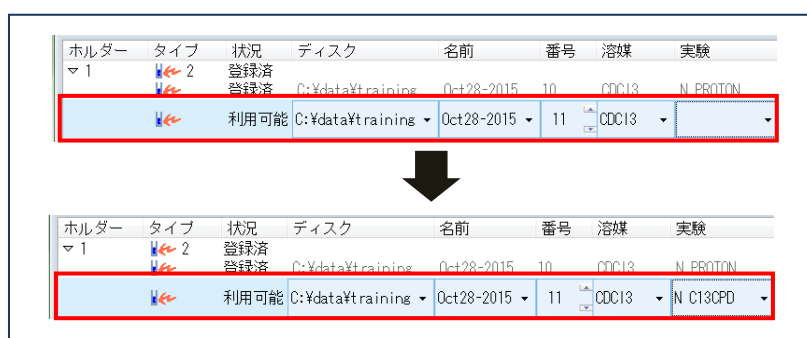 ホルダー タイプ 状況 ディスク 名前 番号 溶媒 実験
1 2 登録済
登録済 C:¥data¥training Oct28-2015 10 CDCl3 N PROTON
利用可能 C:¥data¥training Oct28-2015 11 CDCl3
ホルダー タイプ 状況 ディスク 名前 番号 溶媒 実験
1 2 登録済
登録済 C:¥data¥training Oct28-2015 10 CDCl3 N PROTON
利用可能 C:¥data¥training Oct28-2015 11 CDCl3 N C13CPD